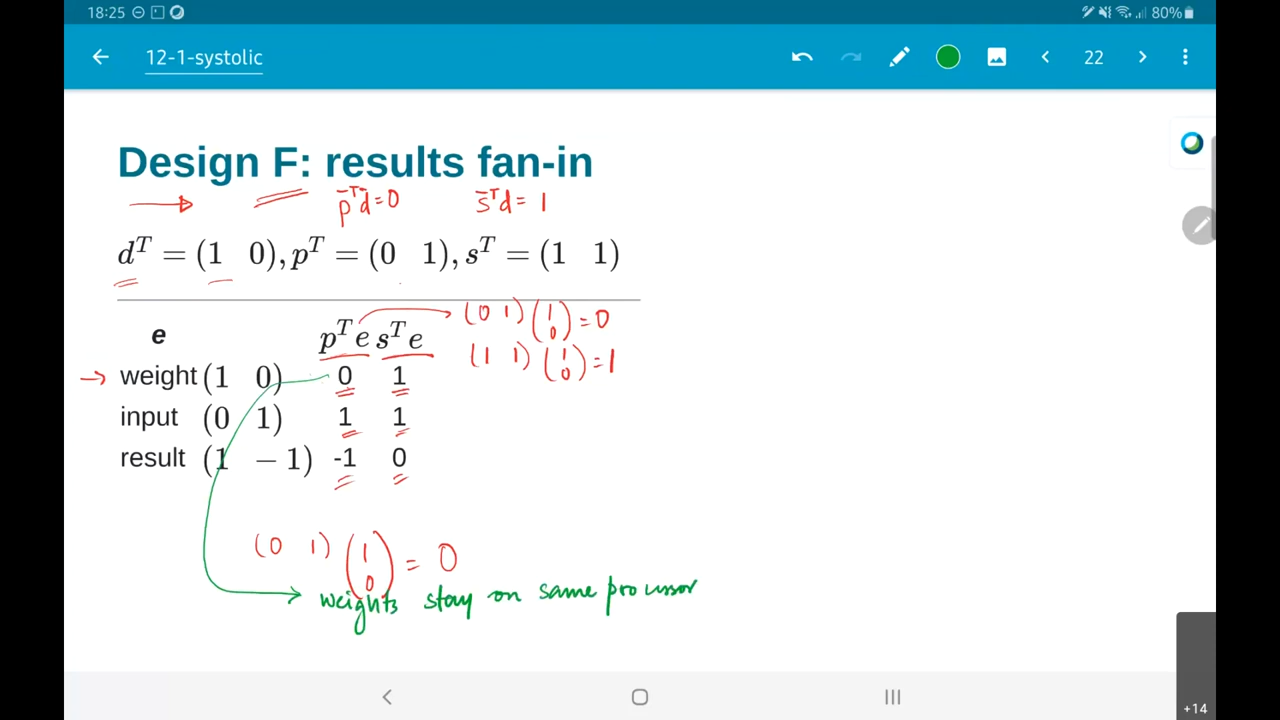 18:25 80%
12-1-systolic 22
Design F: results fan-in
p^T d = 0 s^T d = 1
d^T = (1 0), p^T = (0 1), s^T = (1 1)
e p^T e s^T e (0 1) (1 0) = 0
weight (1 0) 0 1 (1 1) (1 0) = 1
input (0 1) 1 1
result (1 − 1) -1 0
(0 1) (1 0) = 0
weights stay on same processor
+14